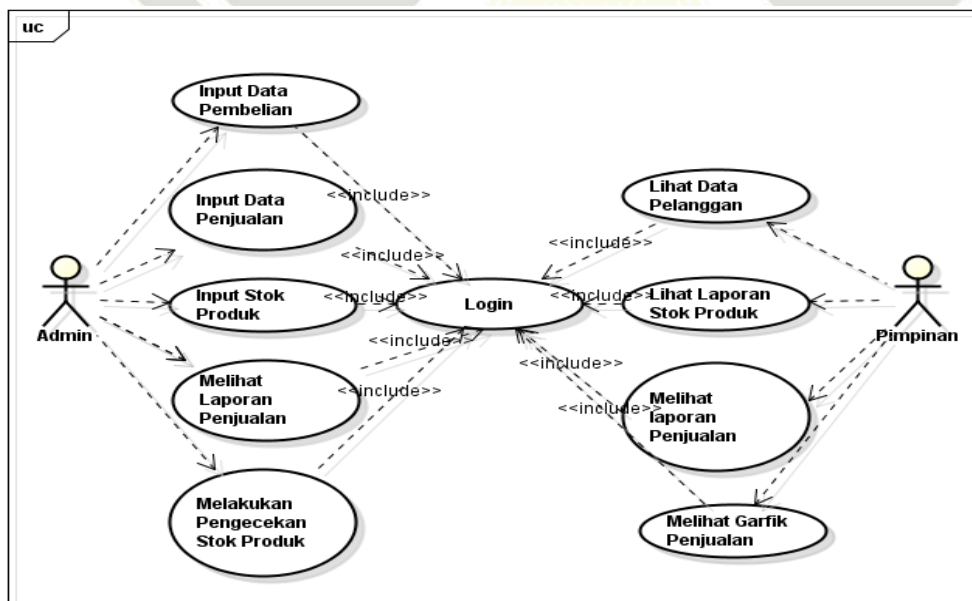 uc
Input Data
Pembelian
Input Data
Penjualan
Input Stok
Produk
Melihat
Laporan
Penjualan
Melakukan
Pengecekan
Stok Produk
Admin
<<include>>
<<include>>
<<include>>
<<include>>
<<include>>
Login
<<include>>
<<include>>
<<include>>
<<include>>
Lihat Data
Pelanggan
Lihat Laporan
Stok Produk
Melihat
laporan
Penjualan
Melihat Garfik
Penjualan
Pimpinan